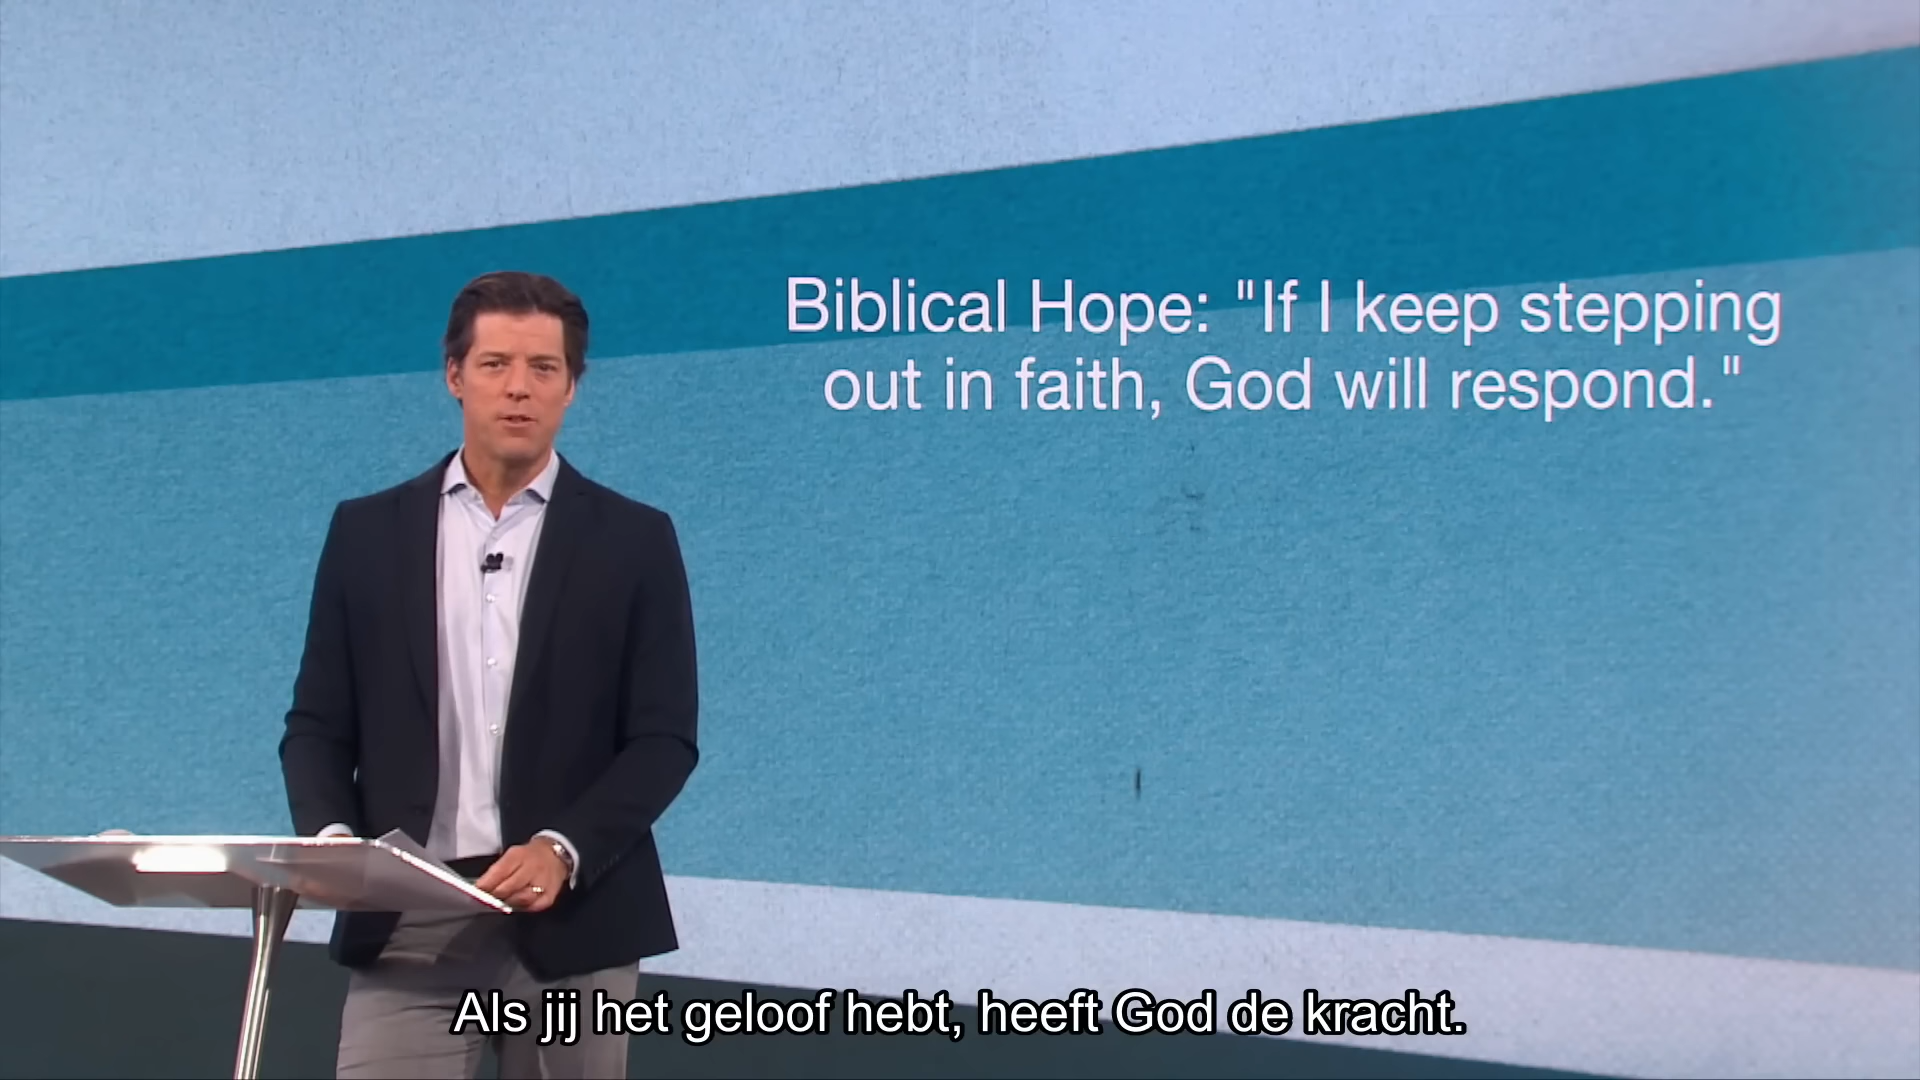 Biblical Hope: "If I keep stepping
out in faith, God will respond."
Als jij het geloof hebt, heeft God de kracht.